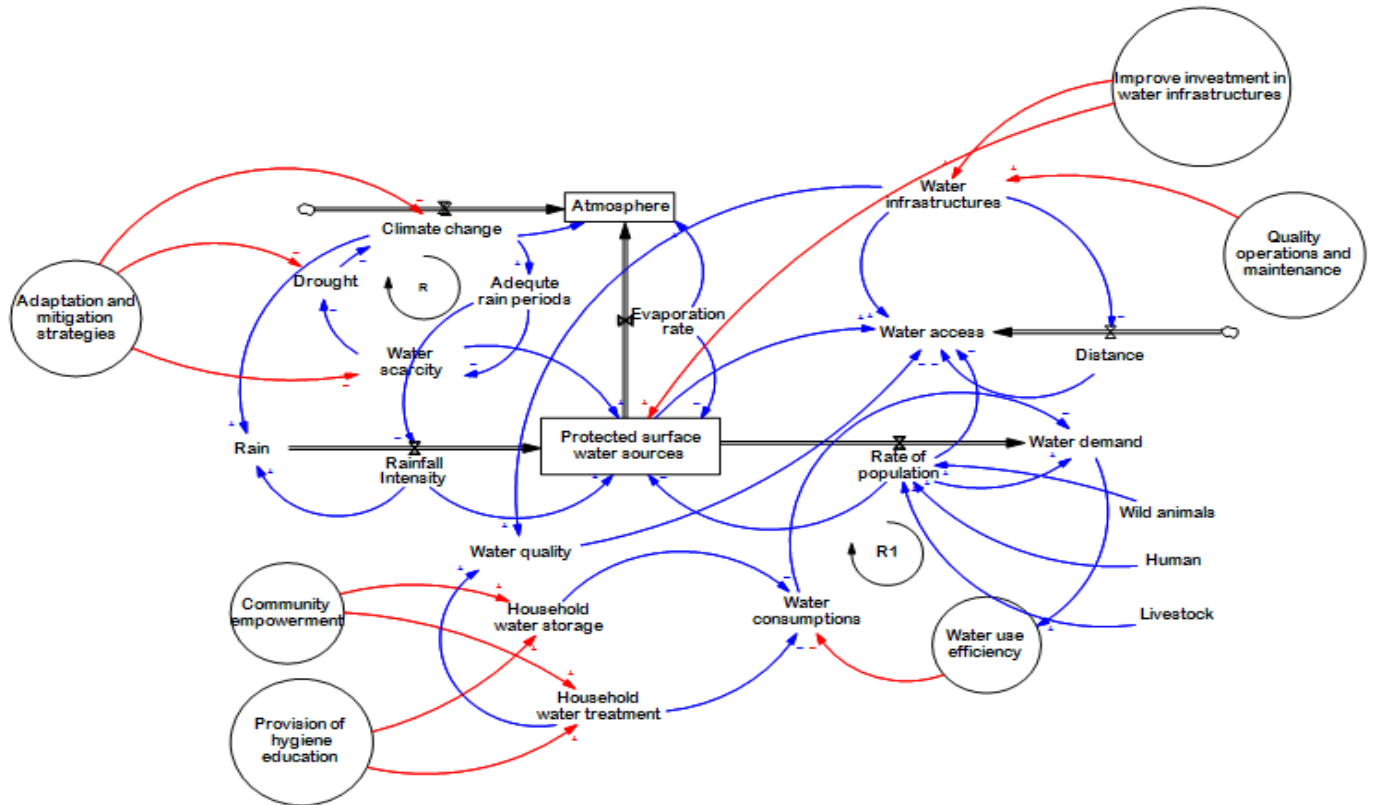 Improve investment in
water infrastructures
Water
infrastructures
Atmosphere
Climate change
Quality
operations and
maintenance
Drought
R
Adequte
rain periods
Adaptation and
mitigation
strategies
Evaporation
rate
Water access
Distance
Water
scarcity
Rain
Rainfall
Intensity
Protected surface
water sources
Rate of
population
Water demand
Wild animals
Water quality
R1
Human
Community
empowerment
Household
water storage
Water
consumptions
Livestock
Water use
efficiency
Household
water treatment
Provision of
hygiene
education